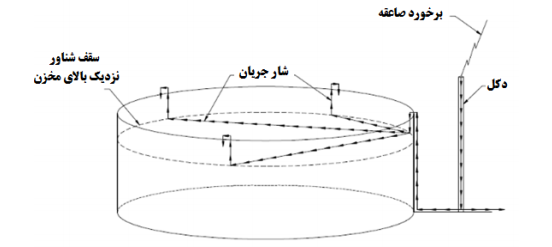 برخورد صاعقه
سقف شناور
نزدیک بالای مخزن
شار جریان
دکل